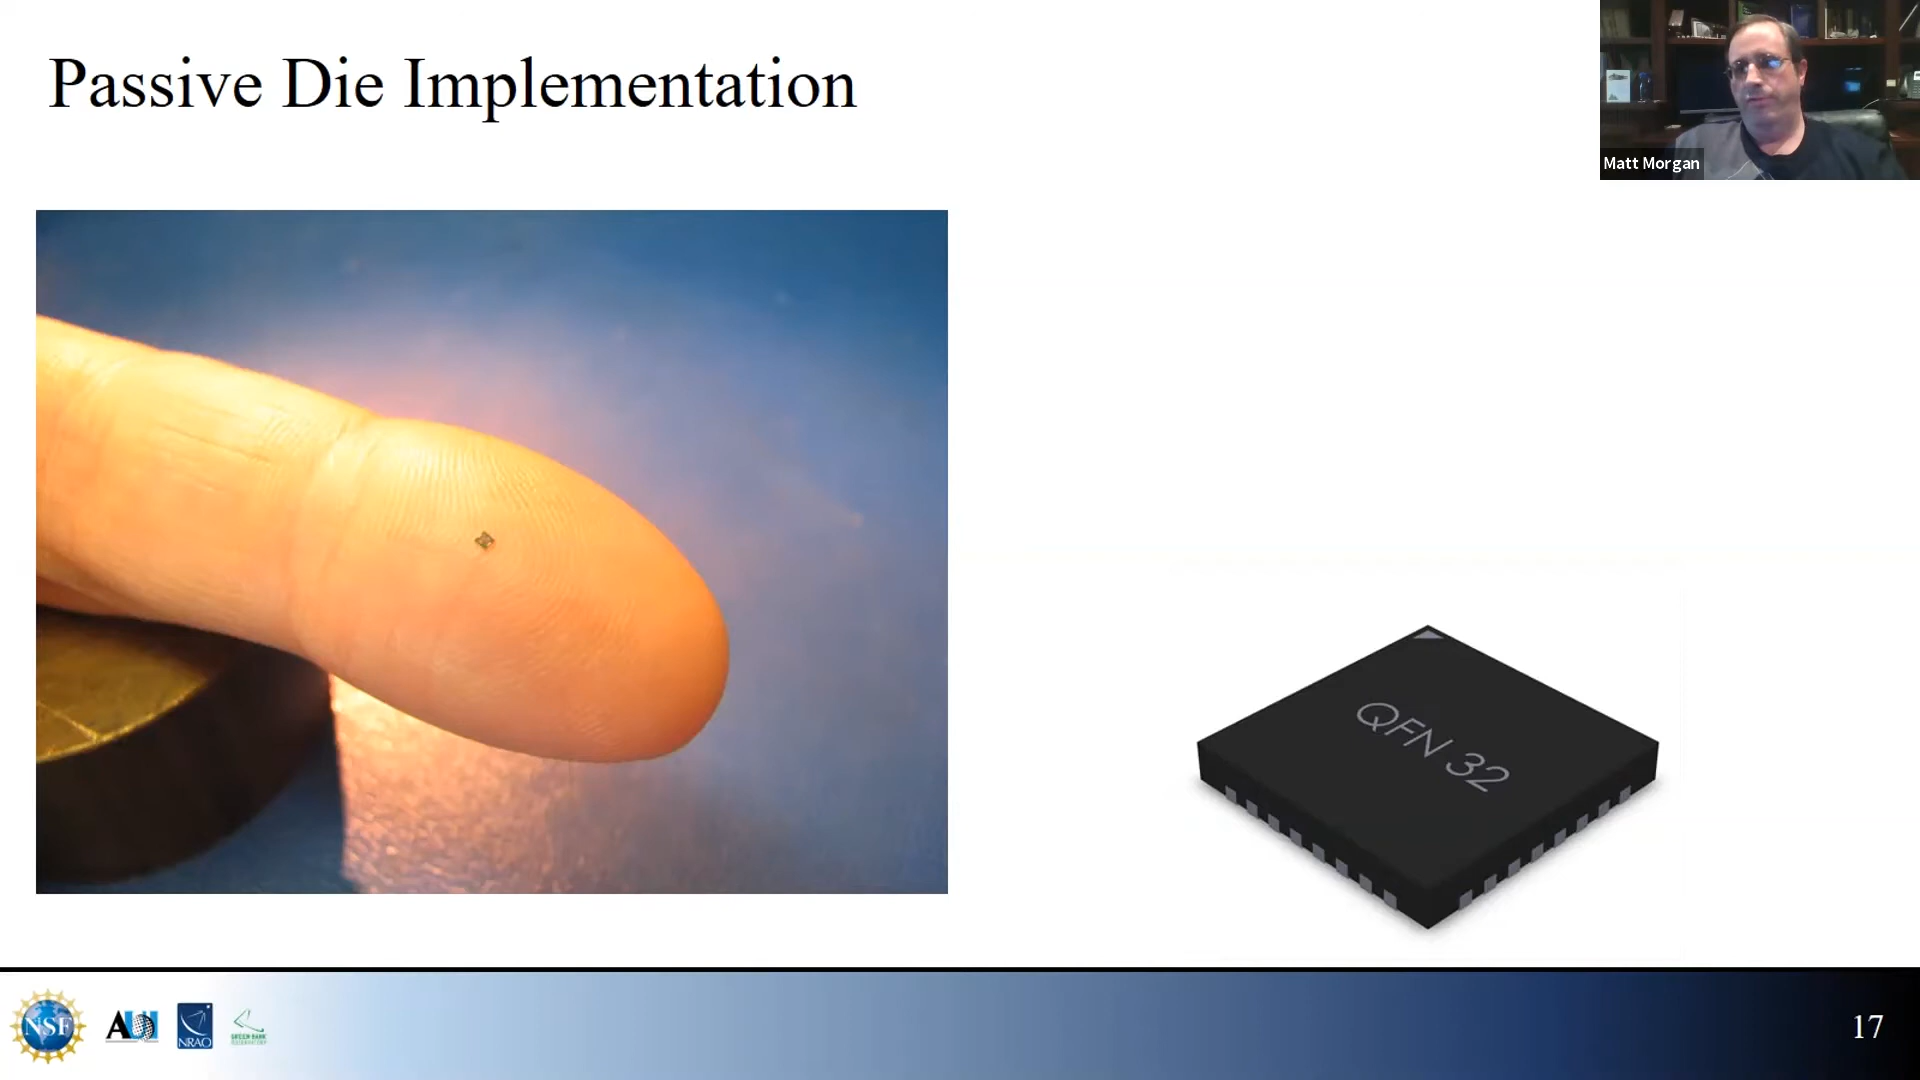 Passive Die Implementation
Matt Morgan
QFN 32
NSF
AUI
NRAO
GREEN BANK
OBSERVATORY
17